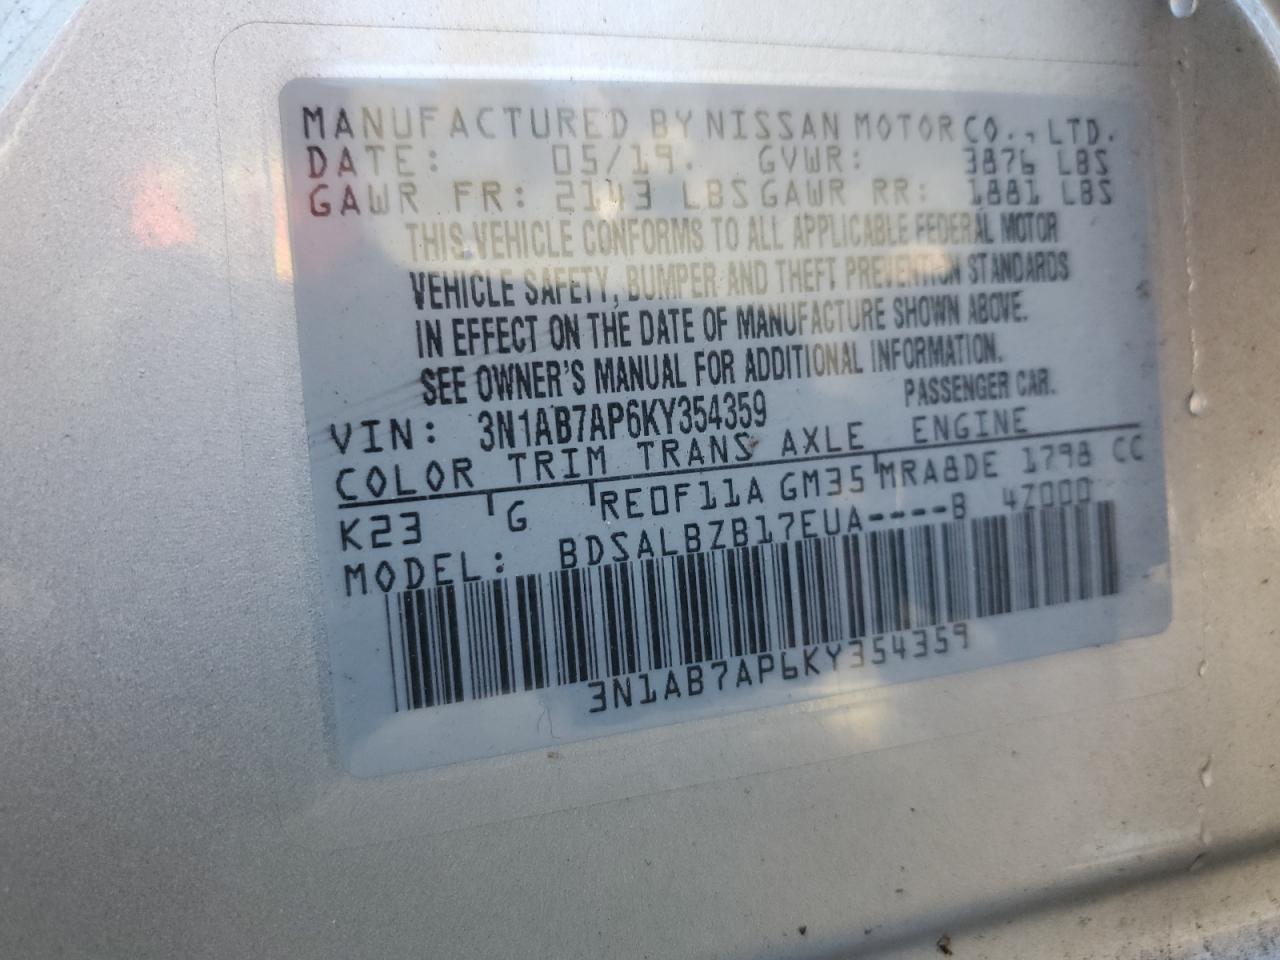 MANUFACTURED BY NISSAN MOTOR CO., LTD.
DATE: 05/19. GVWR: 3876 LBS
GAWR FR: 2143 LBS GAWR RR: 1881 LBS
THIS VEHICLE CONFORMS TO ALL APPLICABLE FEDERAL MOTOR
VEHICLE SAFETY, BUMPER AND THEFT PREVENTION STANDARDS
IN EFFECT ON THE DATE OF MANUFACTURE SHOWN ABOVE.
SEE OWNER'S MANUAL FOR ADDITIONAL INFORMATION.
VIN: 3N1AB7AP6KY354359 PASSENGER CAR.
COLOR TRIM TRANS AXLE ENGINE
K23 G RE0F11A GM35 MRA8DE 1798 CC
MODEL: BDSALBZB17EUA----B 4Z000
3N1AB7AP6KY354359